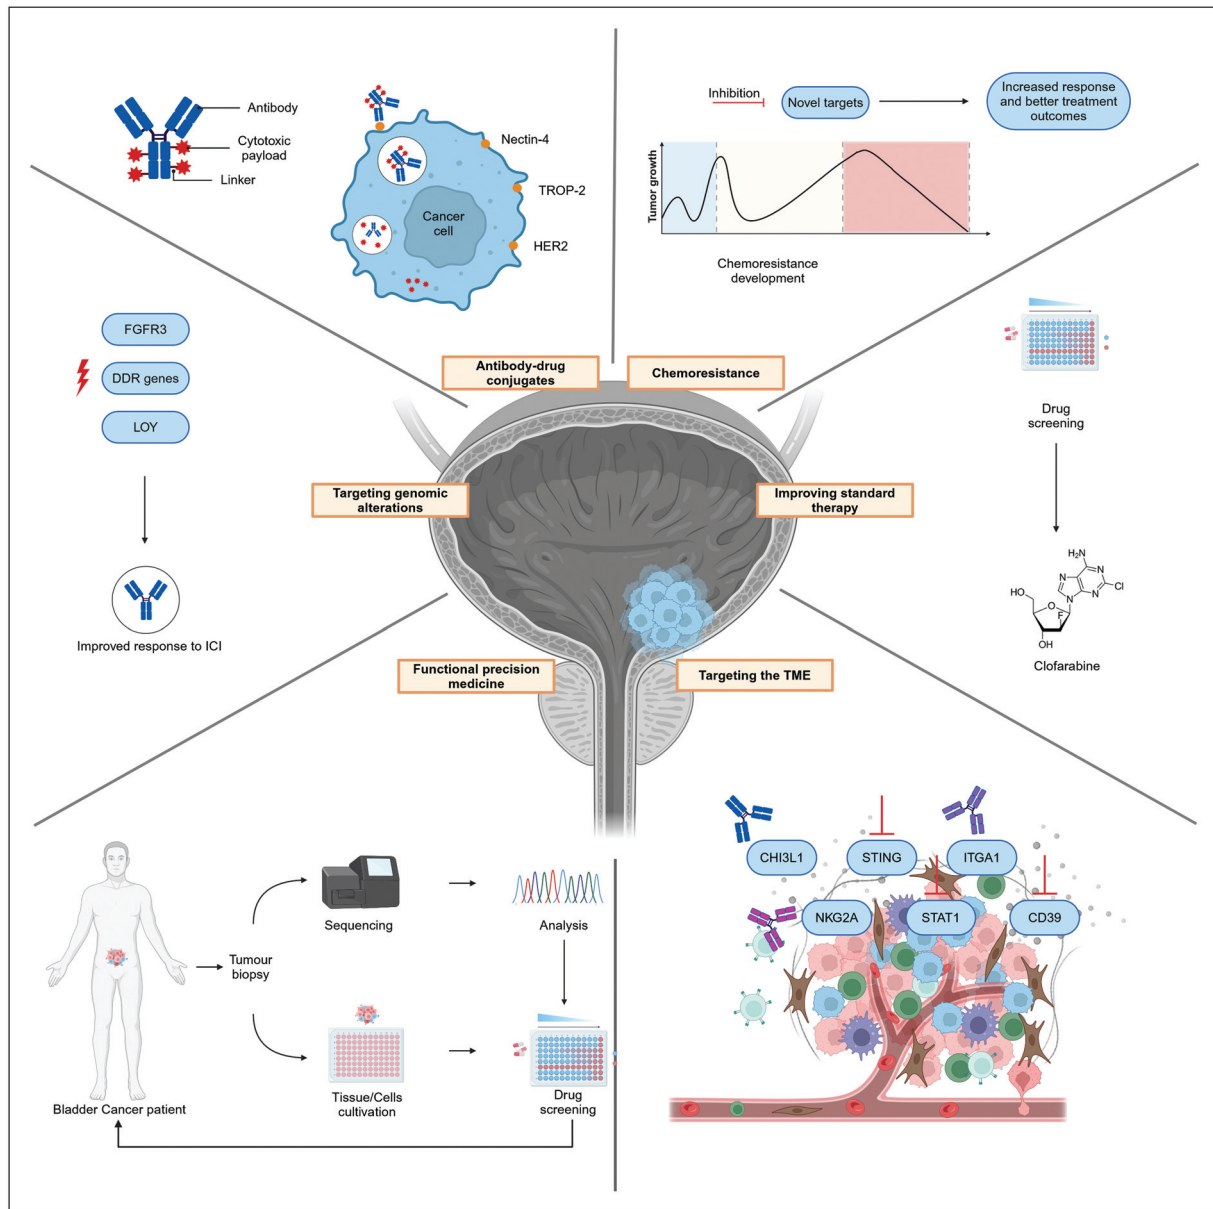 Antibody
Cytotoxic
payload
Linker
Nectin-4
TROP-2
HER2
Cancer
cell
Inhibition
Novel targets
Increased response
and better treatment
outcomes
Tumor growth
Chemoresistance
development
FGFR3
DDR genes
LOY
Improved response to ICI
Antibody-drug
conjugates
Chemoresistance
Targeting genomic
alterations
Improving standard
therapy
Functional precision
medicine
Targeting the TME
Drug
screening
H₂N
N
N
N
N
Cl
HO
O
F
OH
Clofarabine
Bladder Cancer patient
Tumour
biopsy
Sequencing
Analysis
Tissue/Cells
cultivation
Drug
screening
CHI3L1
STING
ITGA1
NKG2A
STAT1
CD39